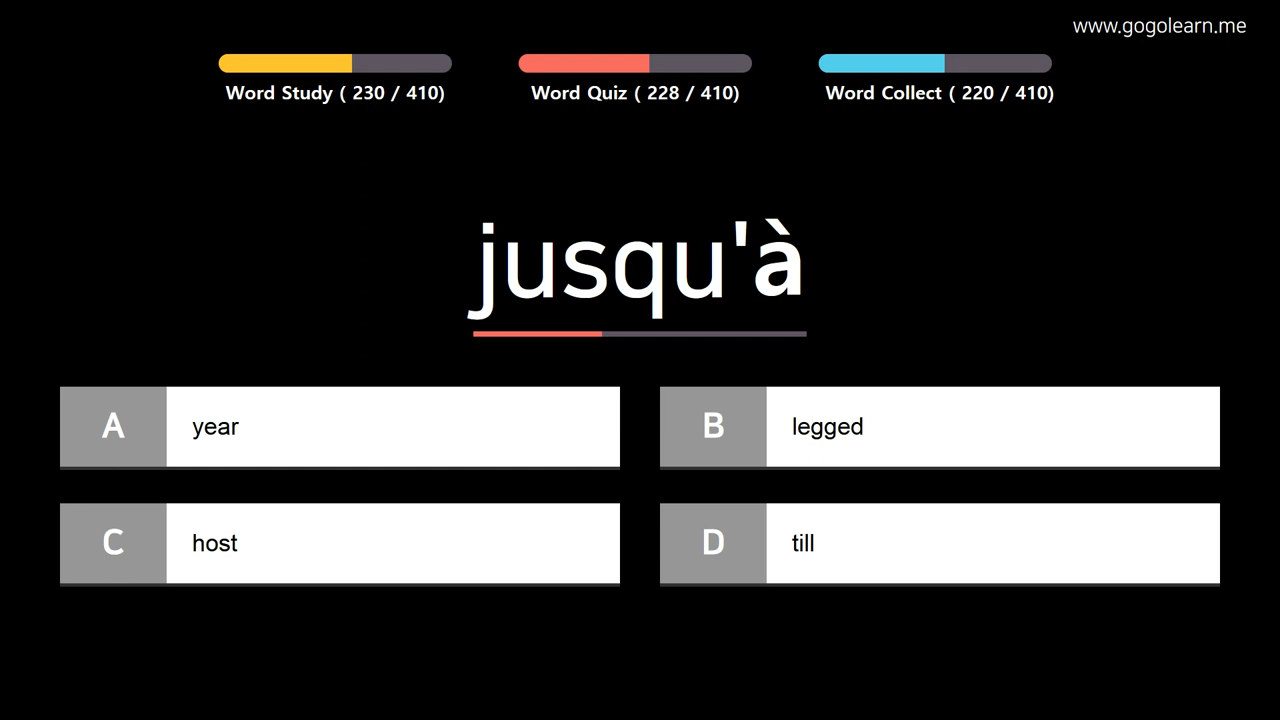 www.gogolearn.me
Word Study ( 230 / 410)
Word Quiz ( 228 / 410)
Word Collect ( 220 / 410)
jusqu'à
A year
B legged
C host
D till